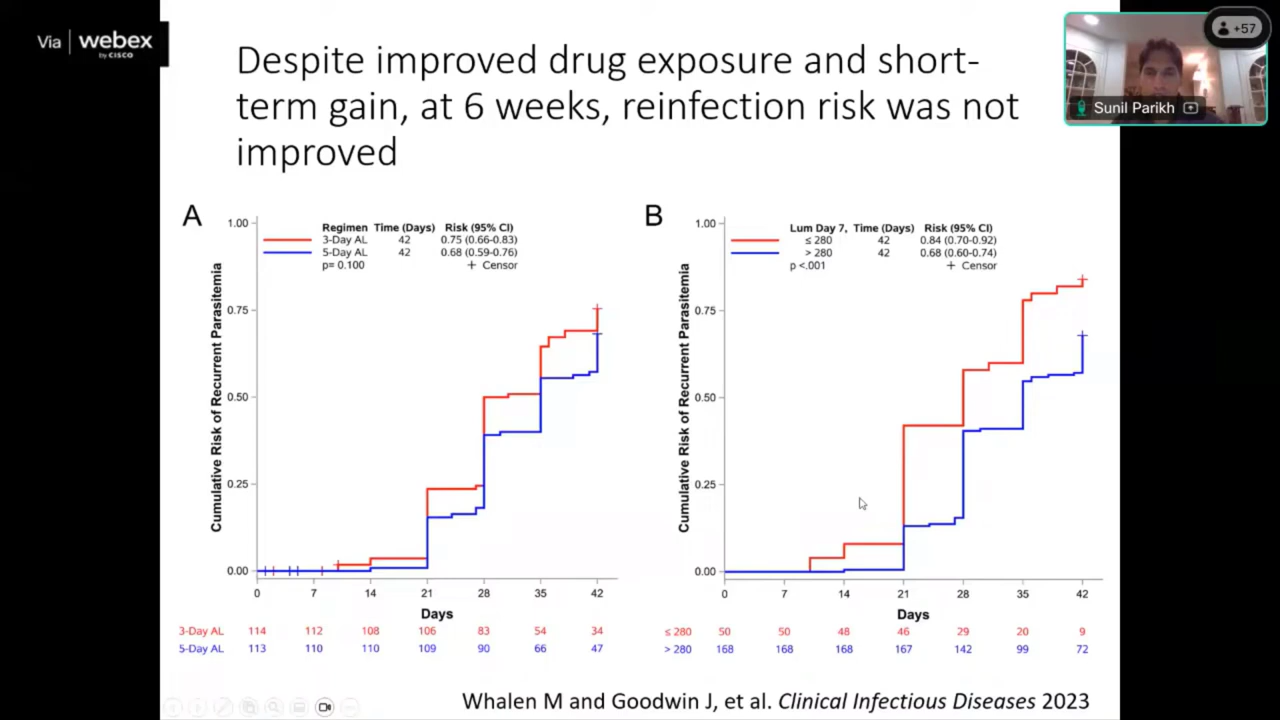 Via | webex
by CISCO
+57
Sunil Parikh
Despite improved drug exposure and short-
term gain, at 6 weeks, reinfection risk was not
improved
A
Regimen Time (Days) Risk (95% CI)
3-Day AL 42 0.75 (0.66-0.83)
5-Day AL 42 0.68 (0.59-0.76)
p= 0.100 + Censor
Cumulative Risk of Recurrent Parasitemia
1.00
0.75
0.50
0.25
0.00
0 7 14 21 28 35 42
Days
3-Day AL 114 112 108 106 83 54 34
5-Day AL 113 110 110 109 90 66 47
B
Lum Day 7, Time (Days) Risk (95% CI)
≤ 280 42 0.84 (0.70-0.92)
> 280 42 0.68 (0.60-0.74)
p <.001 + Censor
Cumulative Risk of Recurrent Parasitemia
1.00
0.75
0.50
0.25
0.00
0 7 14 21 28 35 42
Days
≤ 280 50 50 48 46 29 20 9
> 280 168 168 168 167 142 99 72
Whalen M and Goodwin J, et al. Clinical Infectious Diseases 2023